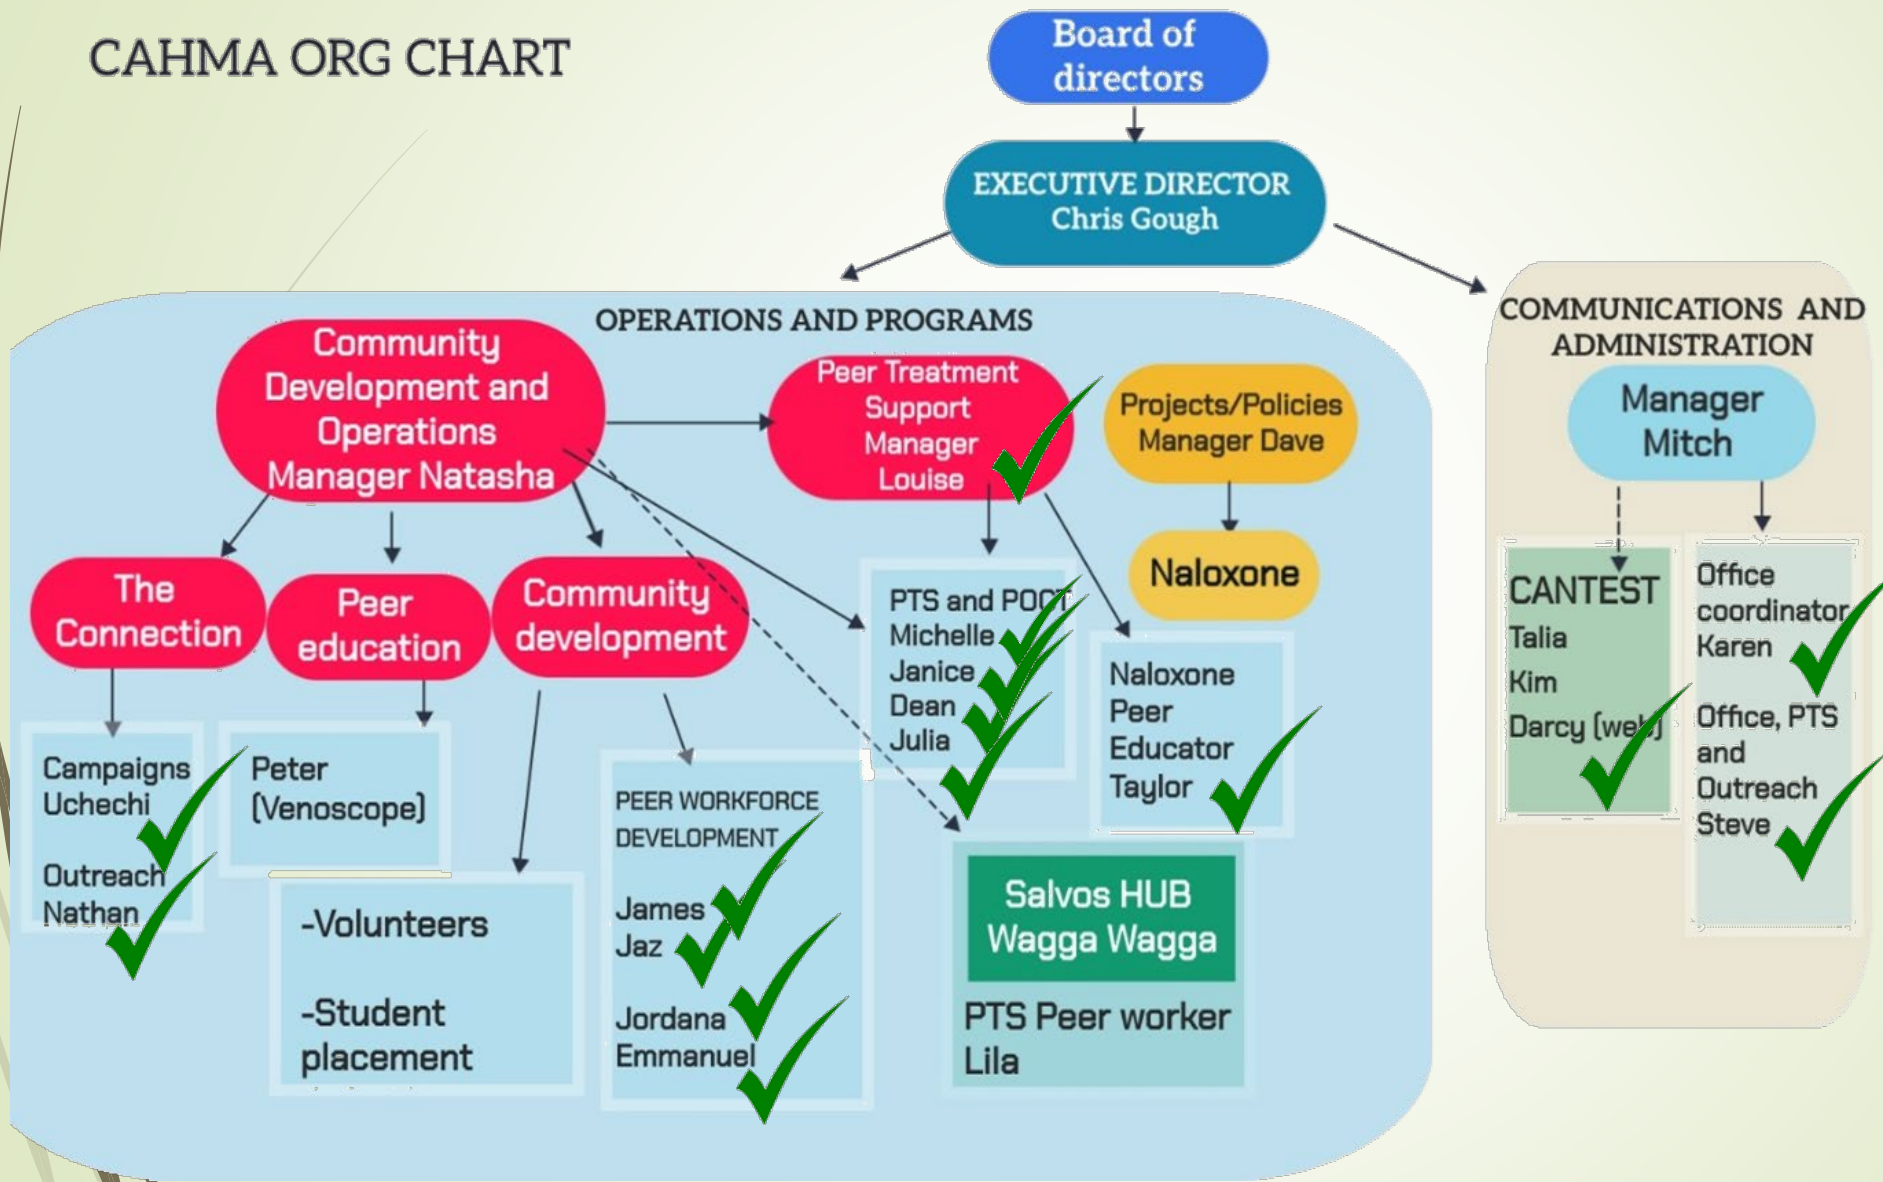 CAHMA ORG CHART
Board of
directors
EXECUTIVE DIRECTOR
Chris Gough
OPERATIONS AND PROGRAMS
Community
Development and
Operations
Manager Natasha
Peer Treatment
Support
Manager
Louise
Projects/Policies
Manager Dave
Naloxone
The
Connection
Peer
education
Community
development
Campaigns
Uchechi
Outreach
Nathan
Peter
(Venoscope)
-Volunteers
-Student
placement
PEER WORKFORCE
DEVELOPMENT
James
Jaz
Jordana
Emmanuel
PTS and POCT
Michelle
Janice
Dean
Julia
Naloxone
Peer
Educator
Taylor
Salvos HUB
Wagga Wagga
PTS Peer worker
Lila
COMMUNICATIONS AND
ADMINISTRATION
Manager
Mitch
CANTEST
Talia
Kim
Darcy (web)
Office
coordinator
Karen
Office, PTS
and
Outreach
Steve